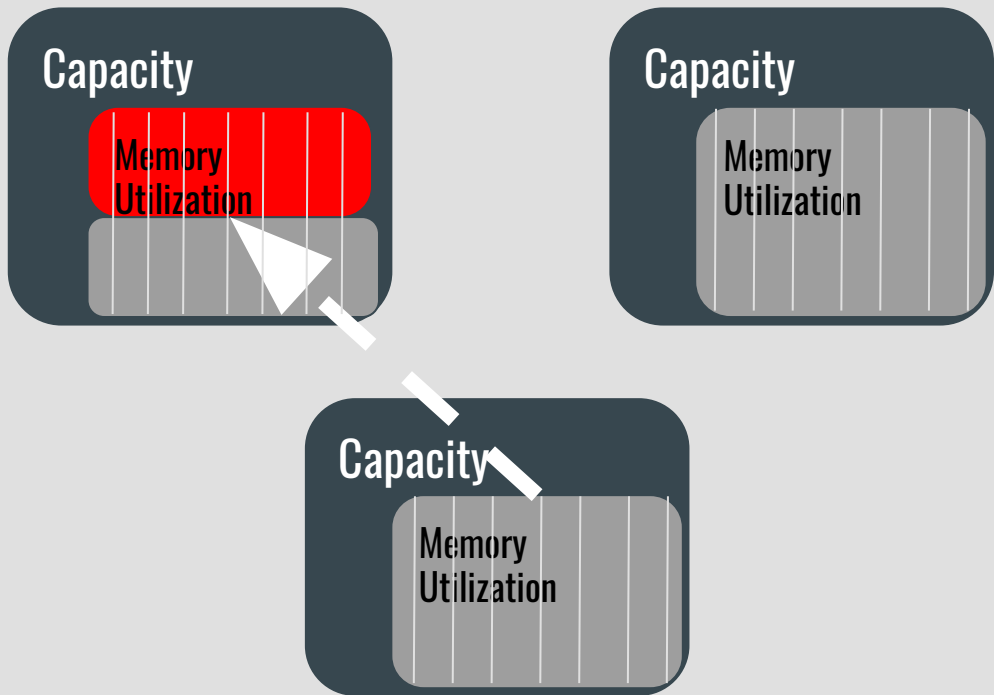 Capacity
Memory
Utilization
Capacity
Memory
Utilization
Capacity
Memory
Utilization